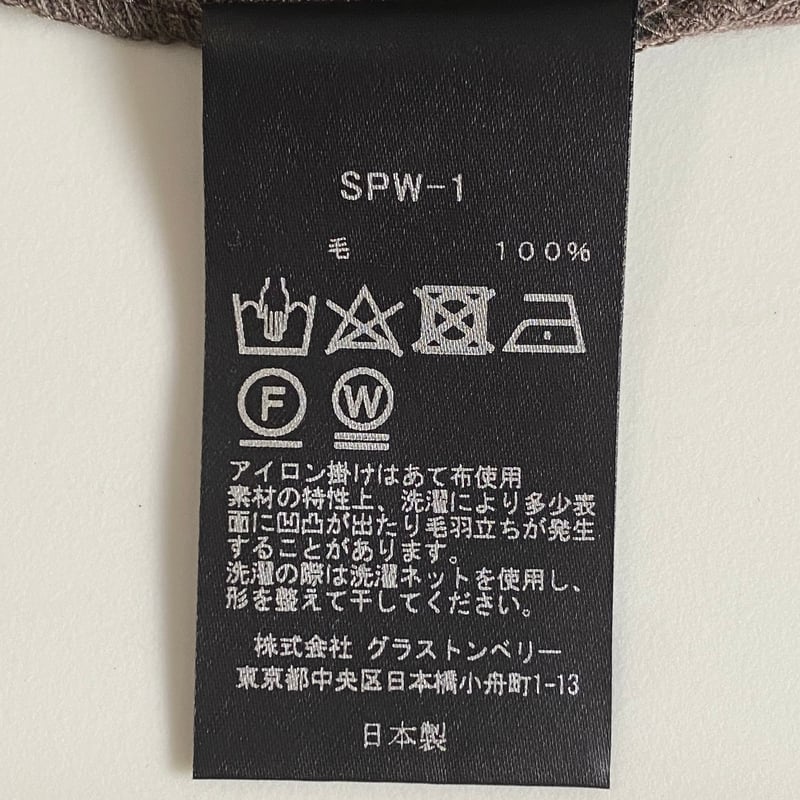 SPW-1
毛 100%
F W
アイロン掛けはあて布使用
素材の特性上、洗濯により多少表
面に凹凸が出たり毛羽立ちが発生
することがあります。
洗濯の際は洗濯ネットを使用し、
形を整えて干してください。
株式会社 グラストンベリー
東京都中央区日本橋小舟町1-13
日本製